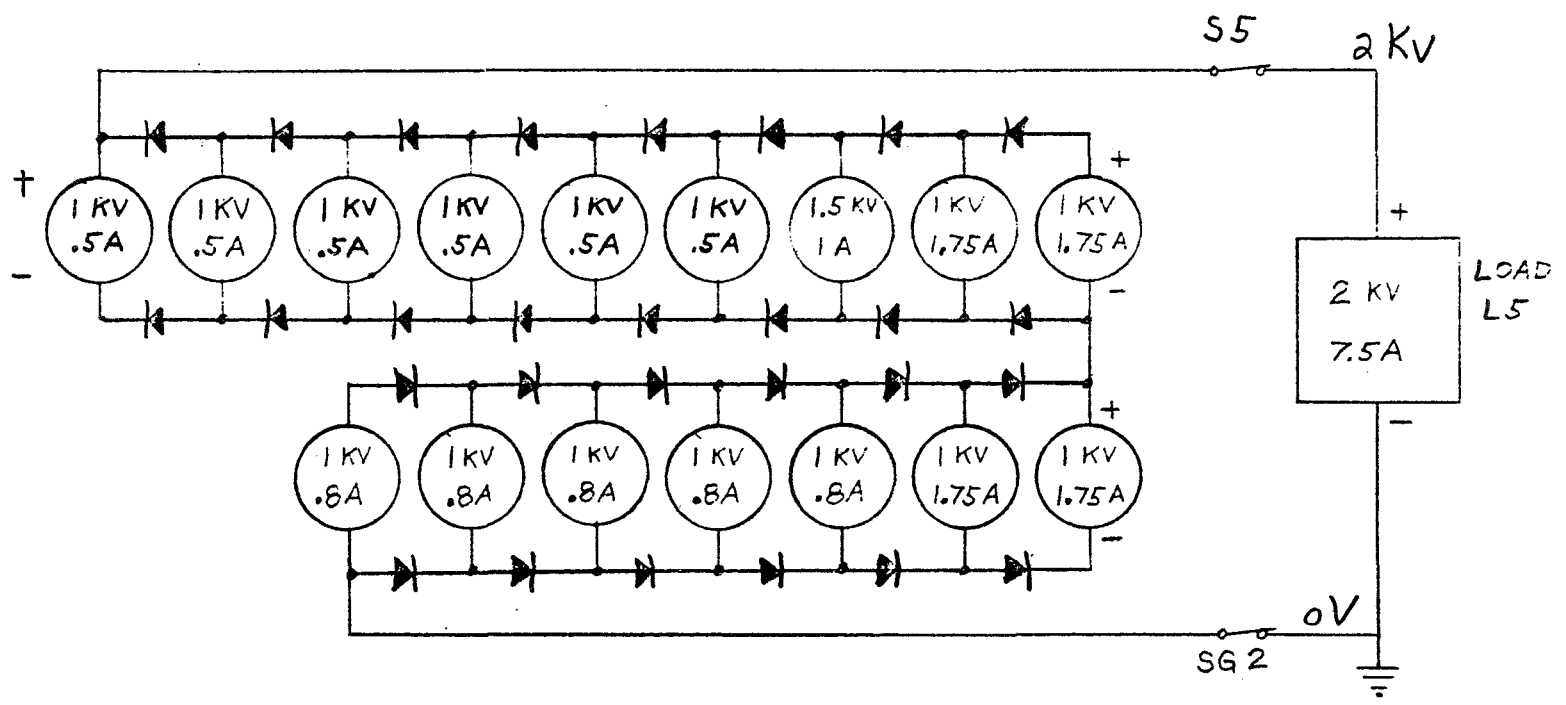 S5
2 KV
+
+
1 KV
.5A
1 KV
.5A
1 KV
.5A
1 KV
.5A
1 KV
.5A
1 KV
.5A
1.5 KV
1 A
1 KV
1.75A
1 KV
1.75A
-
-
+
2 KV
7.5A
LOAD
L5
-
1 KV
.8A
1 KV
.8A
1 KV
.8A
1 KV
.8A
1 KV
.8A
1 KV
1.75A
+
1 KV
1.75A
-
0V
SG2